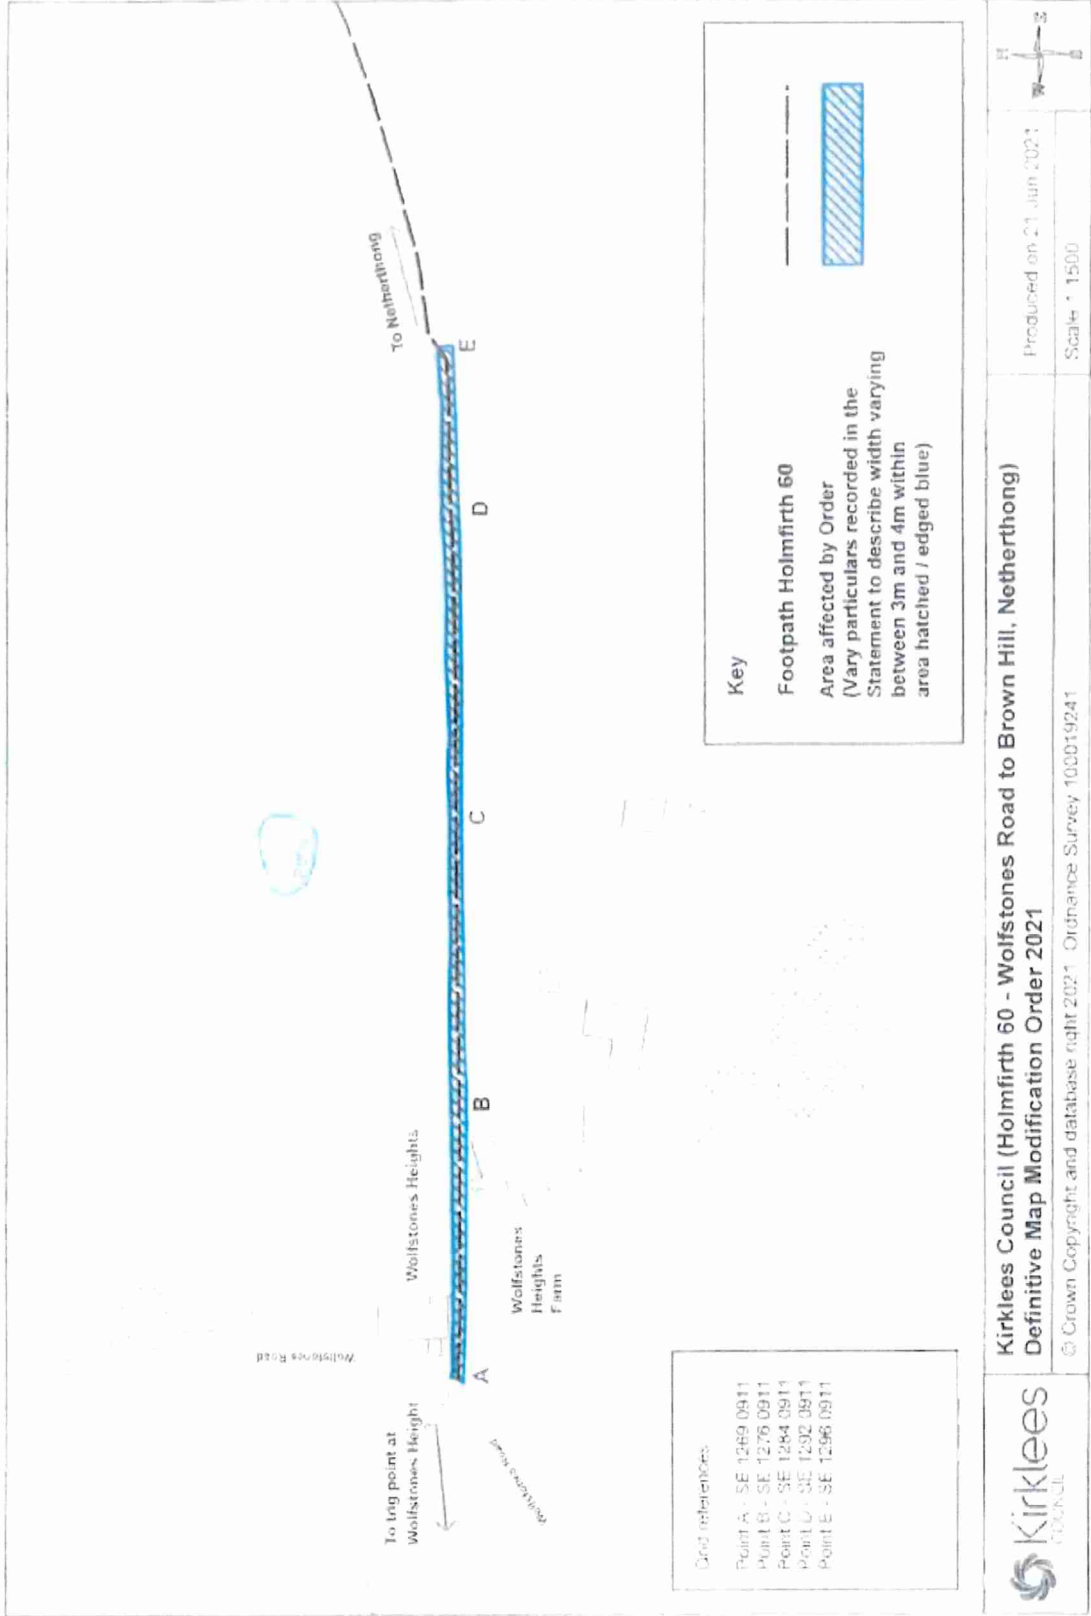 To Netherthong
E
D
C
B
A
Wolfstones Heights
Wolfstones Road
Wolfstones
Heights
Farm
To trig point at
Wolfstones Height
Wolfstones Road
Grid references
Point A - SE 1269 0911
Point B - SE 1276 0911
Point C - SE 1284 0911
Point D - SE 1292 0911
Point E - SE 1296 0911
Key
Footpath Holmfirth 60
Area affected by Order
(Vary particulars recorded in the
Statement to describe width varying
between 3m and 4m within
area hatched / edged blue)
Kirklees
COUNCIL
Kirklees Council (Holmfirth 60 - Wolfstones Road to Brown Hill, Netherthong)
Definitive Map Modification Order 2021
© Crown Copyright and database right 2021 Ordnance Survey 100019241
Produced on 21 Jun 2021
Scale 1:1500
W
S